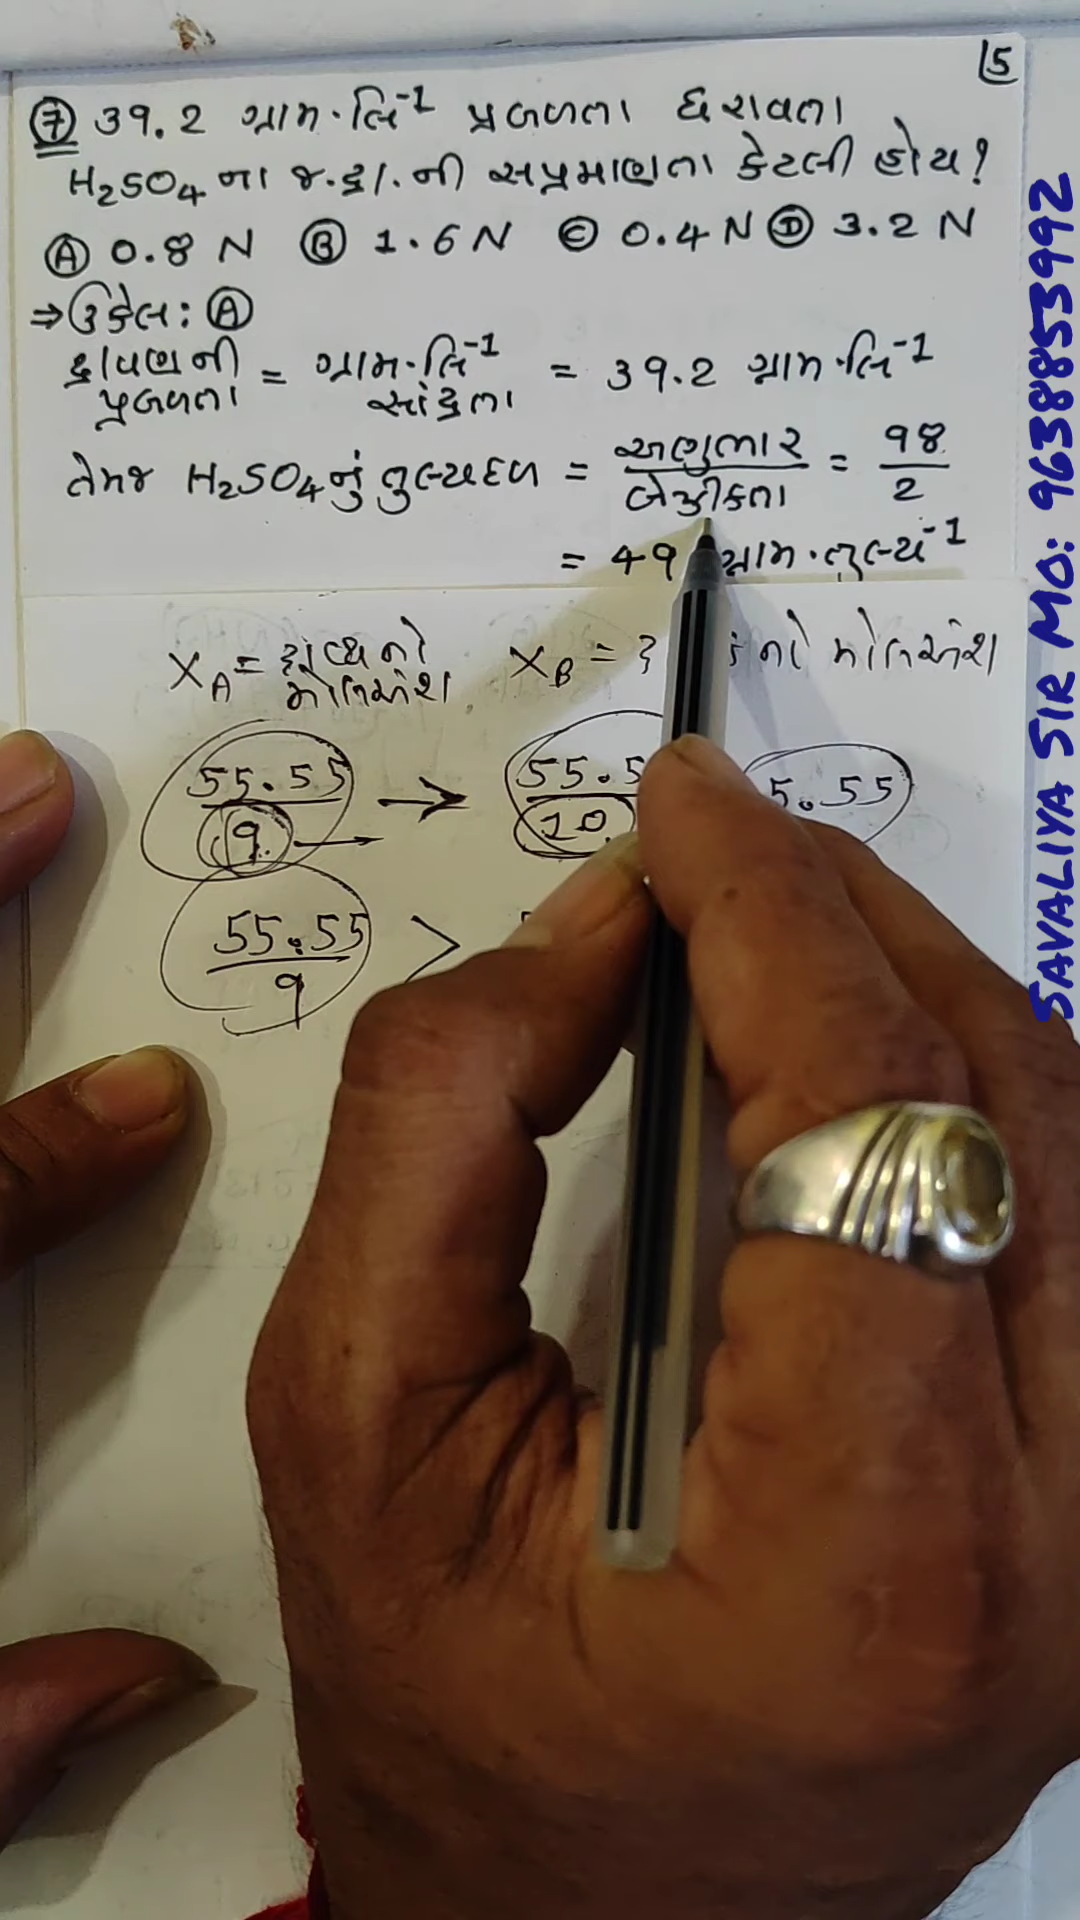 5
⑦ 39.2 ગ્રામ.લિ⁻¹ પ્રબળતા ધરાવતા
H₂SO₄ ના જ.દ્રા.ની સપ્રમાણતા કેટલી હોય?
Ⓐ 0.8 N Ⓑ 1.6 N Ⓒ 0.4 N Ⓓ 3.2 N
⇒ ઉકેલ: Ⓐ
દ્રાવણની પ્રબળતા = ગ્રામ.લિ⁻¹ સાંદ્રતા = 39.2 ગ્રામ.લિ⁻¹
તેમજ H₂SO₄નું તુલ્યદળ = અણુભાર / બેઝીકતા = 98 / 2
= 49 ગ્રામ.તુલ્ય⁻¹
X_A = દ્રાવ્યનો મોલઅંશ X_B = નો મોલઅંશ
55.55 / 9 → 55.5 / 10 5.55
55.55 / 9 >
SAVALIYA SIR MO: 9638853992